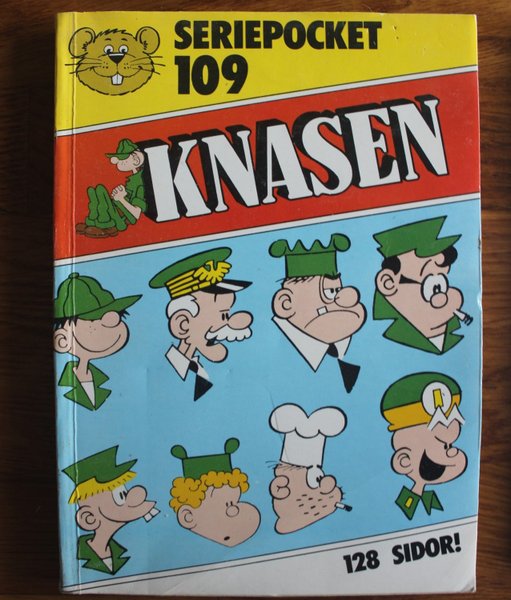 SERIEPOCKET
109
KNASEN
128 SIDOR!